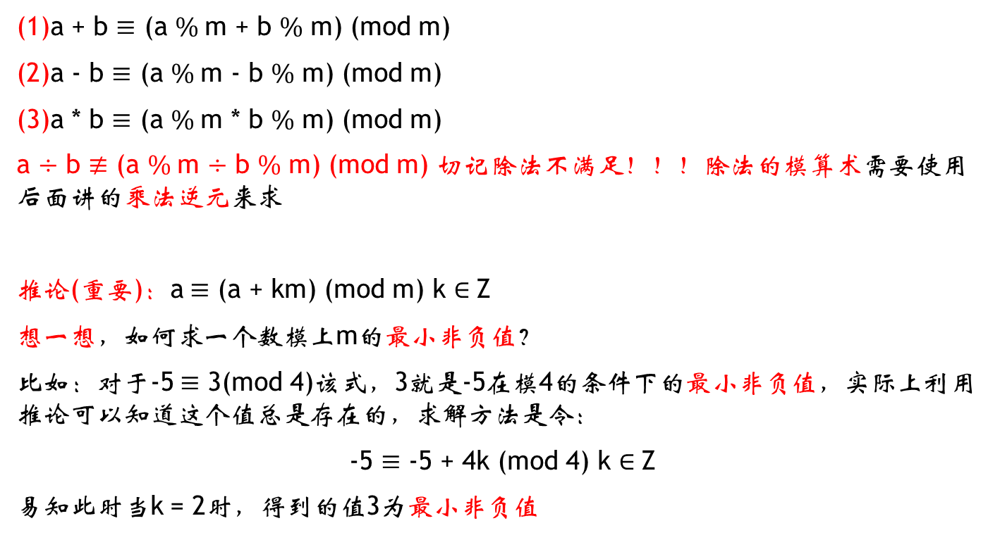 (1)a + b ≡ (a % m + b % m) (mod m)
(2)a - b ≡ (a % m - b % m) (mod m)
(3)a * b ≡ (a % m * b % m) (mod m)
a ÷ b ≢ (a % m ÷ b % m) (mod m) 切记除法不满足！！！除法的模算术需要使用
后面讲的乘法逆元来求
推论(重要)：a ≡ (a + km) (mod m) k ∈ Z
想一想，如何求一个数模上m的最小非负值？
比如：对于-5 ≡ 3(mod 4)该式，3就是-5在模4的条件下的最小非负值，实际上利用
推论可以知道这个值总是存在的，求解方法是令：
-5 ≡ -5 + 4k (mod 4) k ∈ Z
易知此时当k = 2时，得到的值3为最小非负值